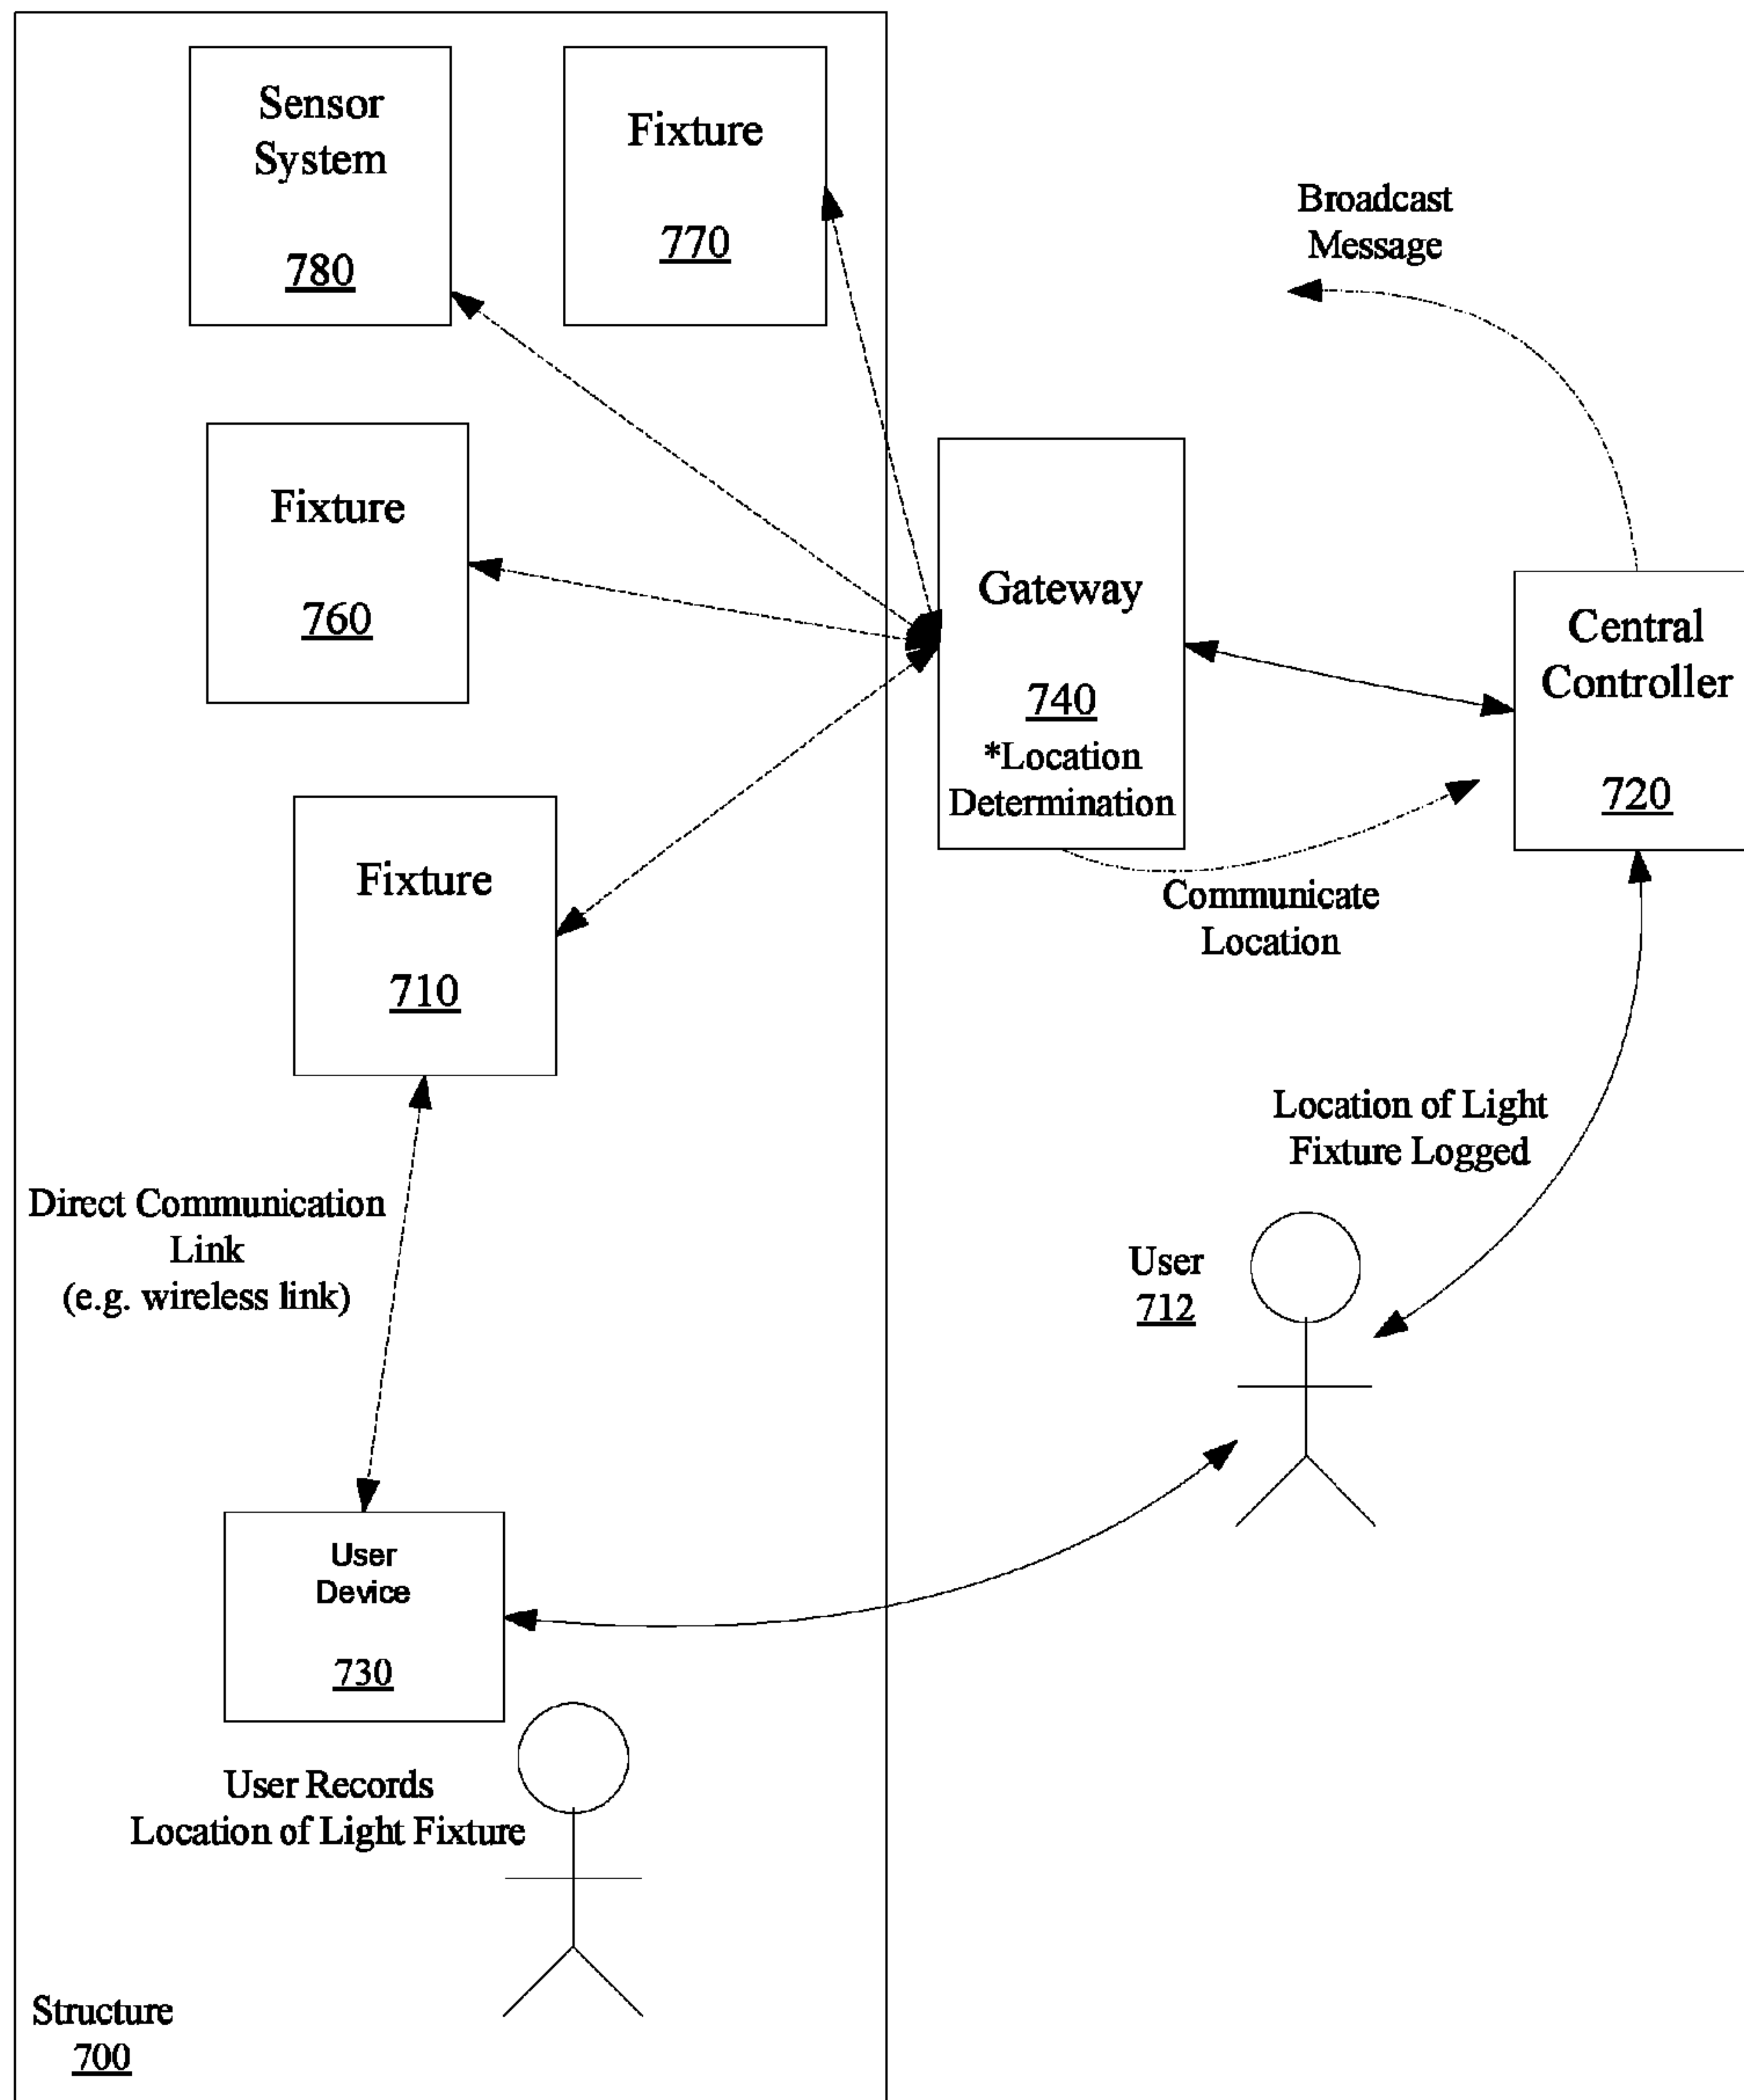 Sensor
System
780
Fixture
770
Broadcast
Message
Fixture
760
Gateway
740
*Location
Determination
Central
Controller
720
Communicate
Location
Fixture
710
Location of Light
Fixture Logged
Direct Communication
Link
(e.g. wireless link)
User
712
User
Device
730
User Records
Location of Light Fixture
Structure
700